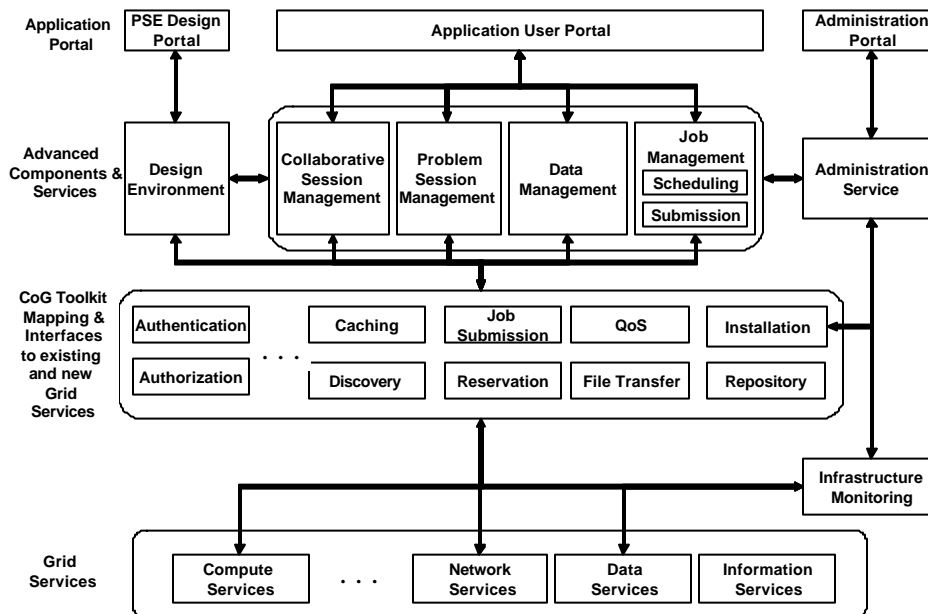 Application
Portal
PSE Design
Portal
Application User Portal
Administration
Portal
Advanced
Components &
Services
Design
Environment
Collaborative
Session
Management
Problem
Session
Management
Data
Management
Job
Management
Scheduling
Submission
Administration
Service
CoG Toolkit
Mapping &
Interfaces
to existing
and new
Grid
Services
Authentication
Caching
Job
Submission
QoS
Installation
. . .
Authorization
Discovery
Reservation
File Transfer
Repository
Infrastructure
Monitoring
Grid
Services
Compute
Services
. . .
Network
Services
Data
Services
Information
Services